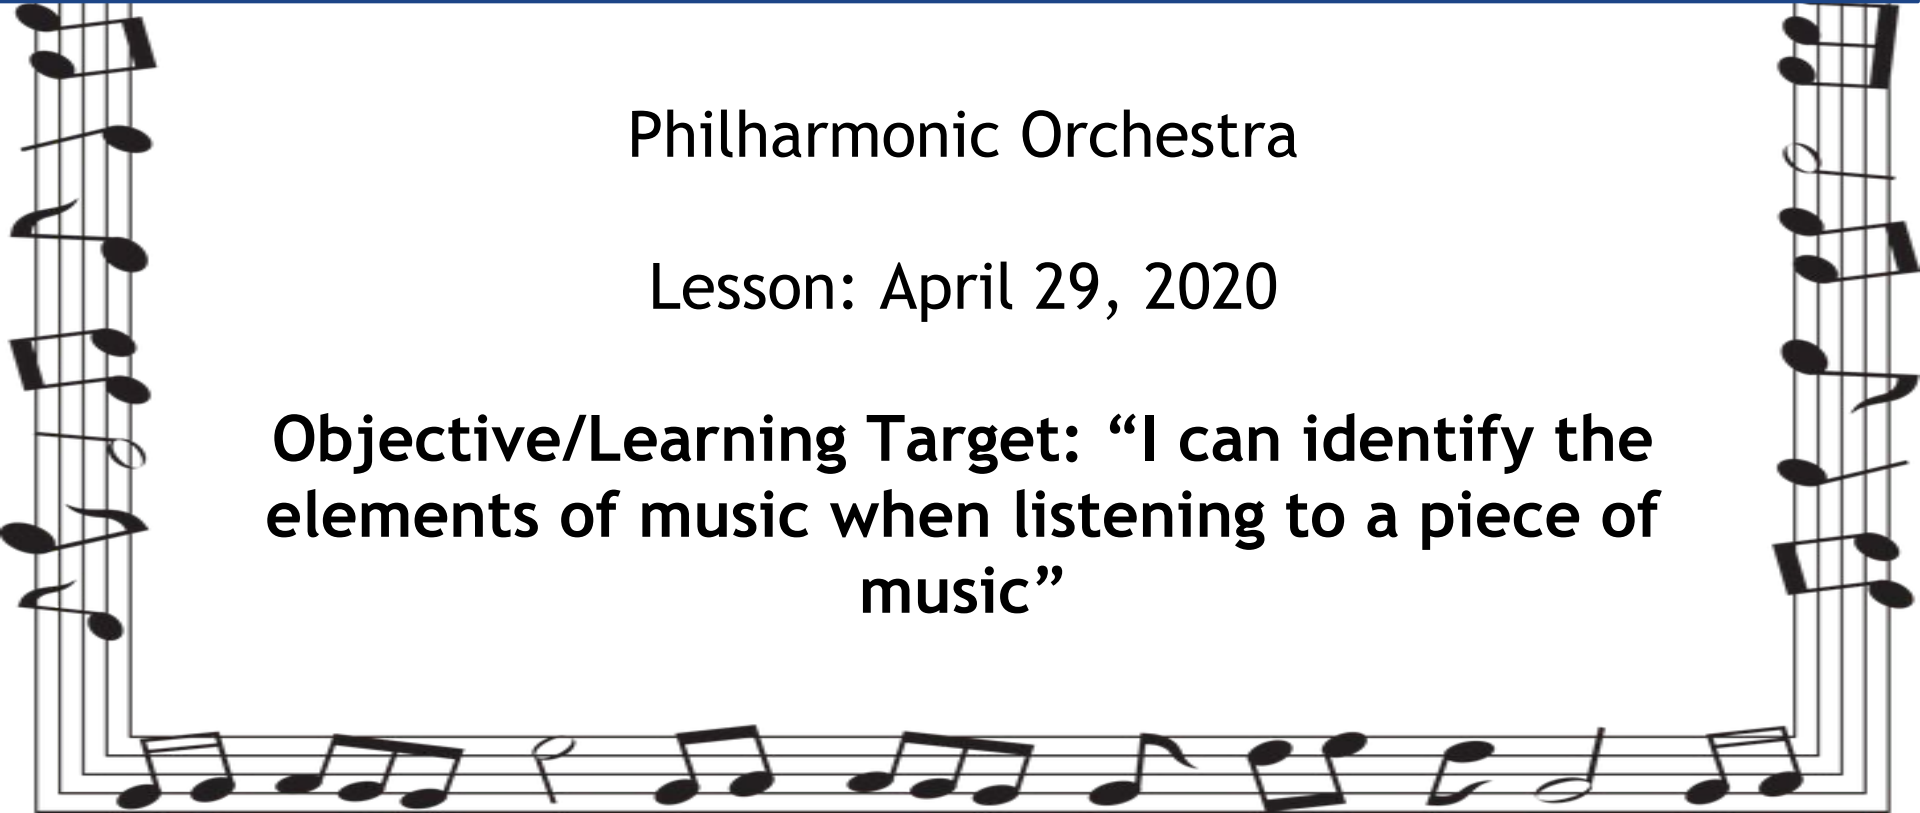 Philharmonic Orchestra
Lesson: April 29, 2020
Objective/Learning Target: “I can identify the
elements of music when listening to a piece of
music”